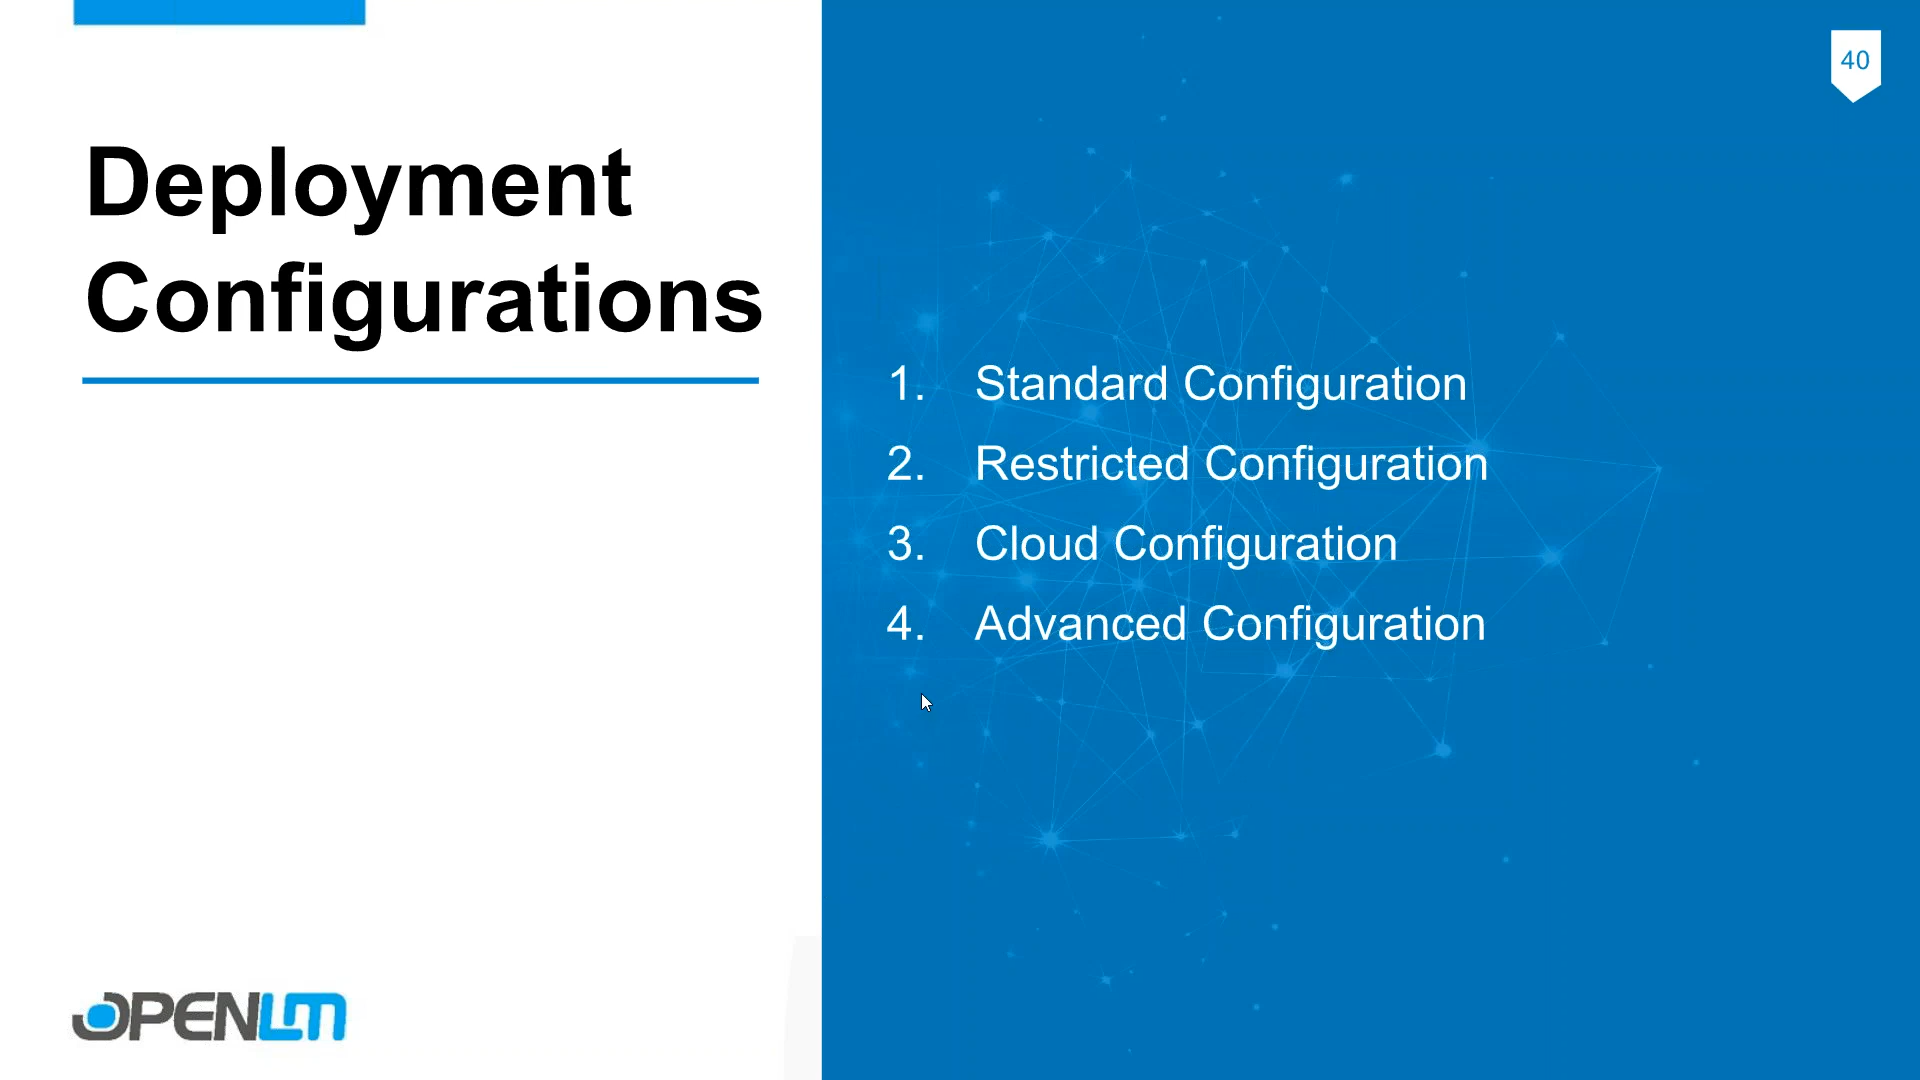 40
Deployment
Configurations
1. Standard Configuration
2. Restricted Configuration
3. Cloud Configuration
4. Advanced Configuration
OPENLM